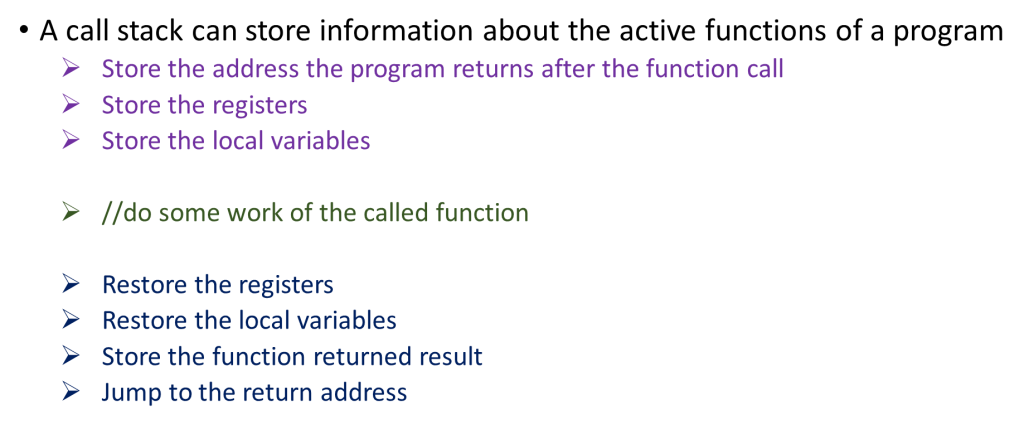 • A call stack can store information about the active functions of a program
➢ Store the address the program returns after the function call
➢ Store the registers
➢ Store the local variables
➢ //do some work of the called function
➢ Restore the registers
➢ Restore the local variables
➢ Store the function returned result
➢ Jump to the return address